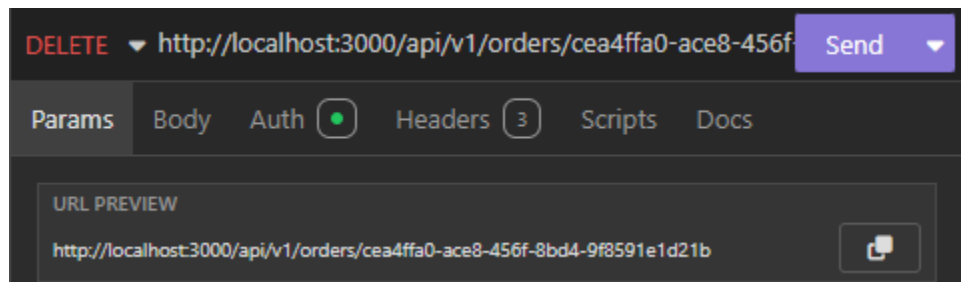 DELETE http://localhost:3000/api/v1/orders/cea4ffa0-ace8-456f- Send
Params Body Auth Headers 3 Scripts Docs
URL PREVIEW
http://localhost:3000/api/v1/orders/cea4ffa0-ace8-456f-8bd4-9f8591e1d21b